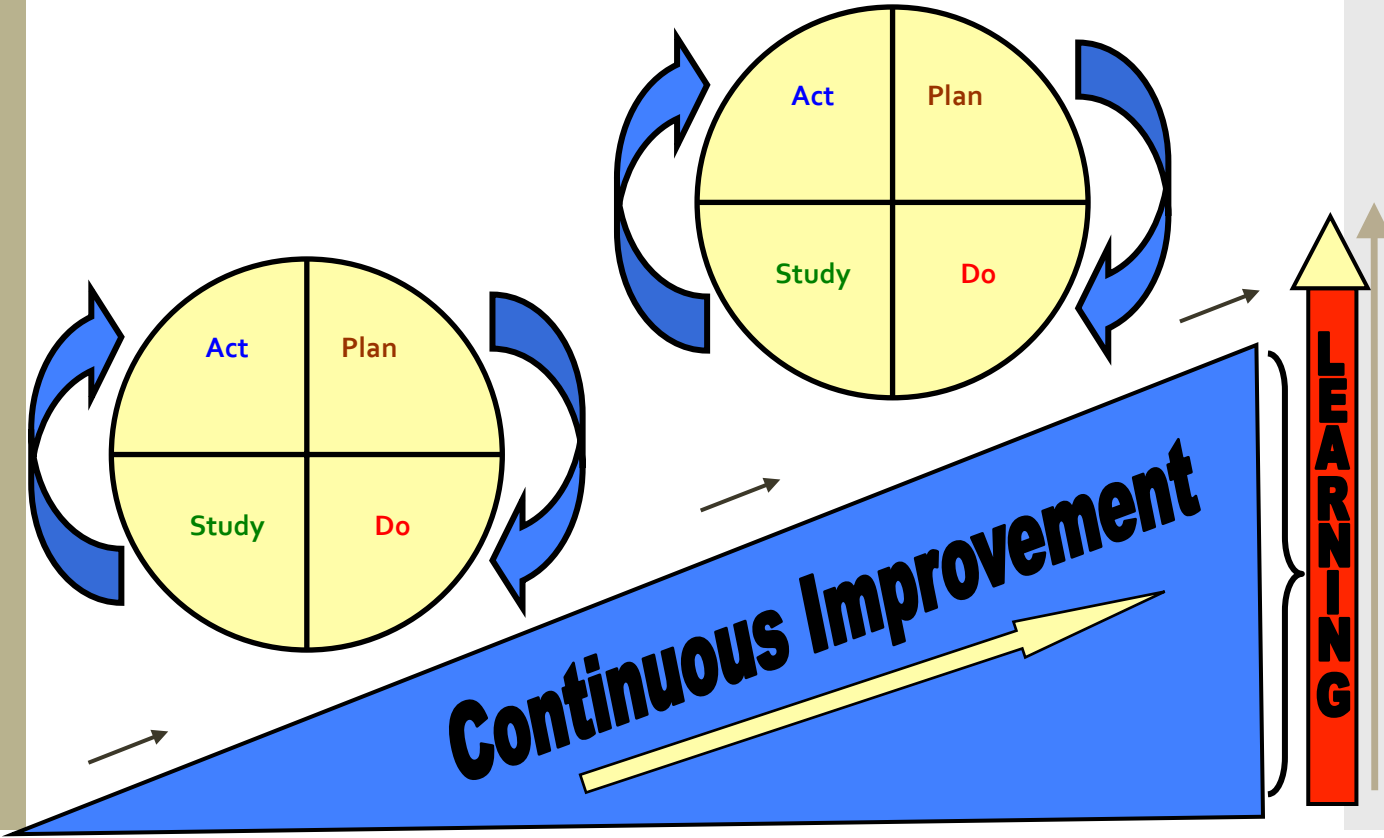 Act Plan
Study Do
Act Plan
Study Do
Continuous Improvement
LEARNING